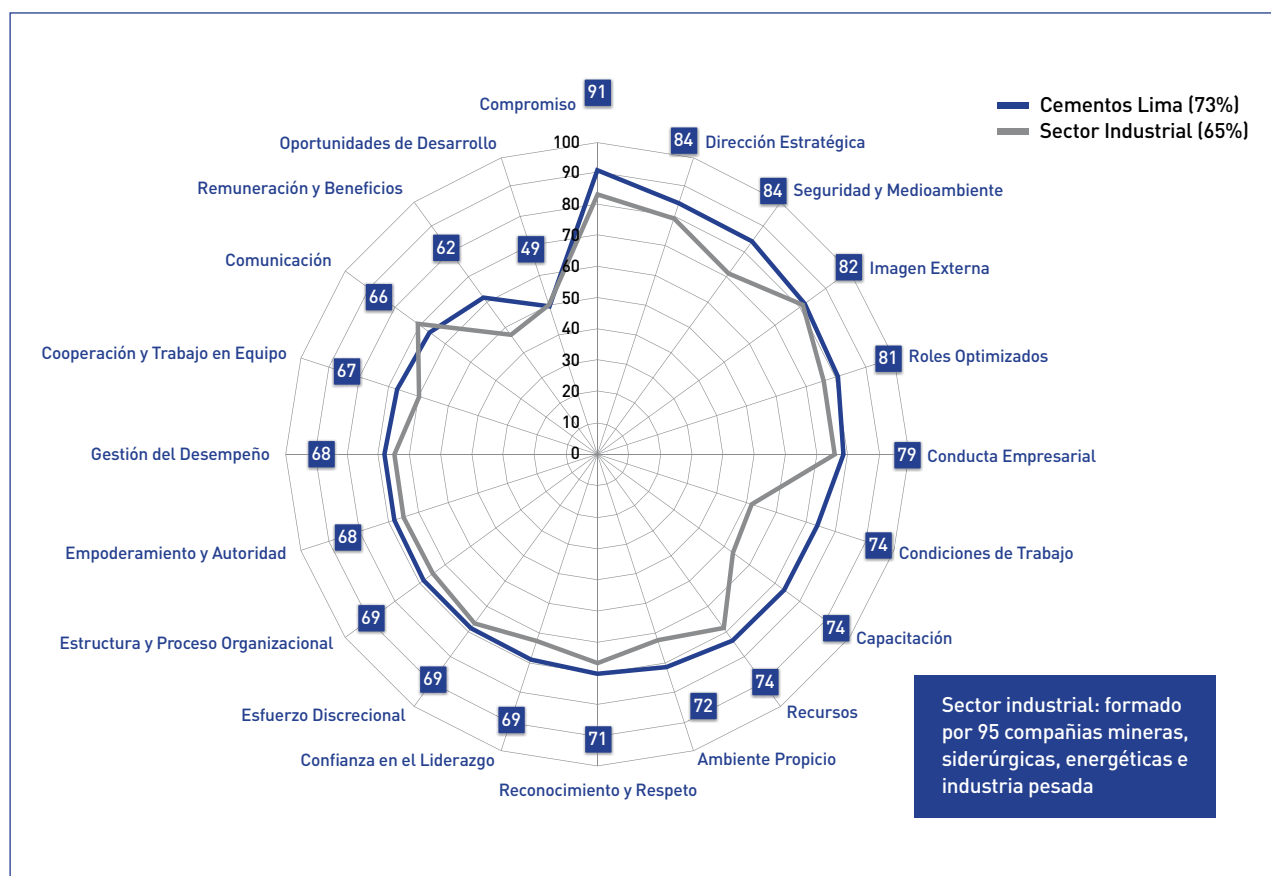 91
Compromiso
Cementos Lima (73%)
Sector Industrial (65%)
84
Dirección Estratégica
84
Seguridad y Medioambiente
82
Imagen Externa
81
Roles Optimizados
79
Conducta Empresarial
74
Condiciones de Trabajo
74
Capacitación
74
Recursos
72
Ambiente Propicio
71
Reconocimiento y Respeto
69
Confianza en el Liderazgo
69
Esfuerzo Discrecional
69
Estructura y Proceso Organizacional
68
Empoderamiento y Autoridad
68
Gestión del Desempeño
67
Cooperación y Trabajo en Equipo
66
Comunicación
62
Remuneración y Beneficios
49
Oportunidades de Desarrollo
100
90
80
70
60
50
40
30
20
10
0
Sector industrial: formado
por 95 compañias mineras,
siderúrgicas, energéticas e
industria pesada